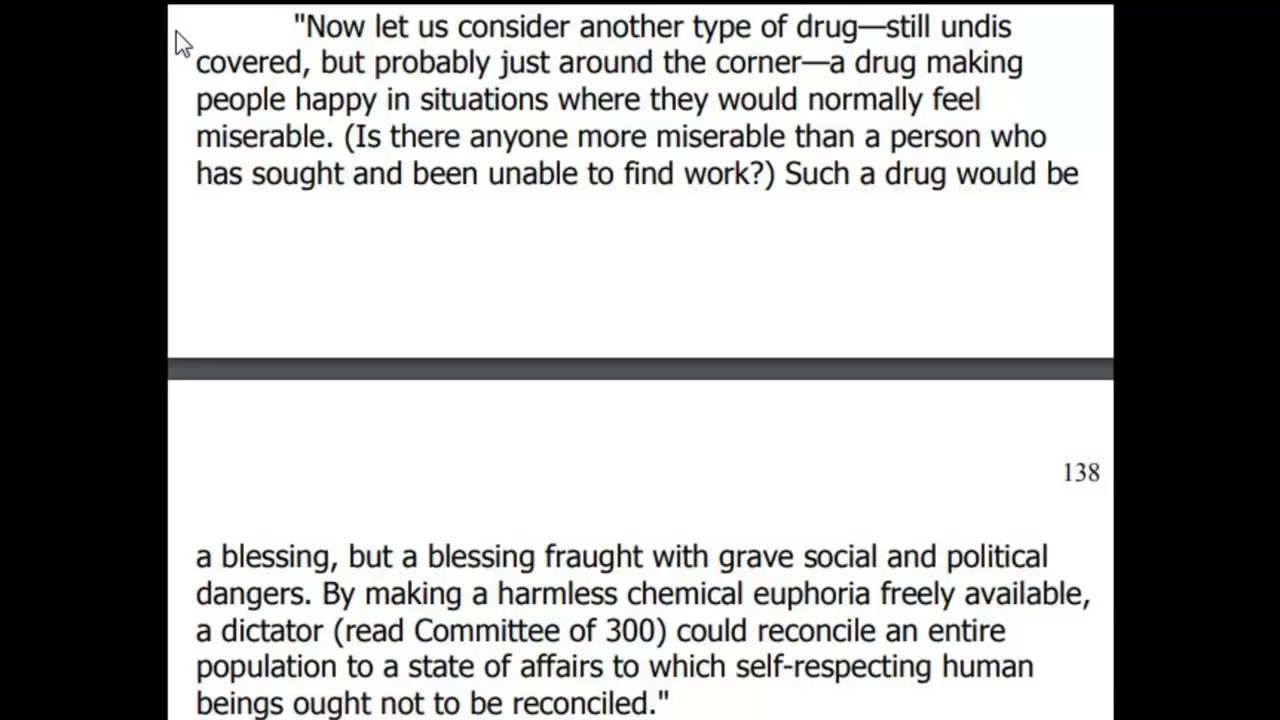 "Now let us consider another type of drug—still undis
covered, but probably just around the corner—a drug making
people happy in situations where they would normally feel
miserable. (Is there anyone more miserable than a person who
has sought and been unable to find work?) Such a drug would be
138
a blessing, but a blessing fraught with grave social and political
dangers. By making a harmless chemical euphoria freely available,
a dictator (read Committee of 300) could reconcile an entire
population to a state of affairs to which self-respecting human
beings ought not to be reconciled."